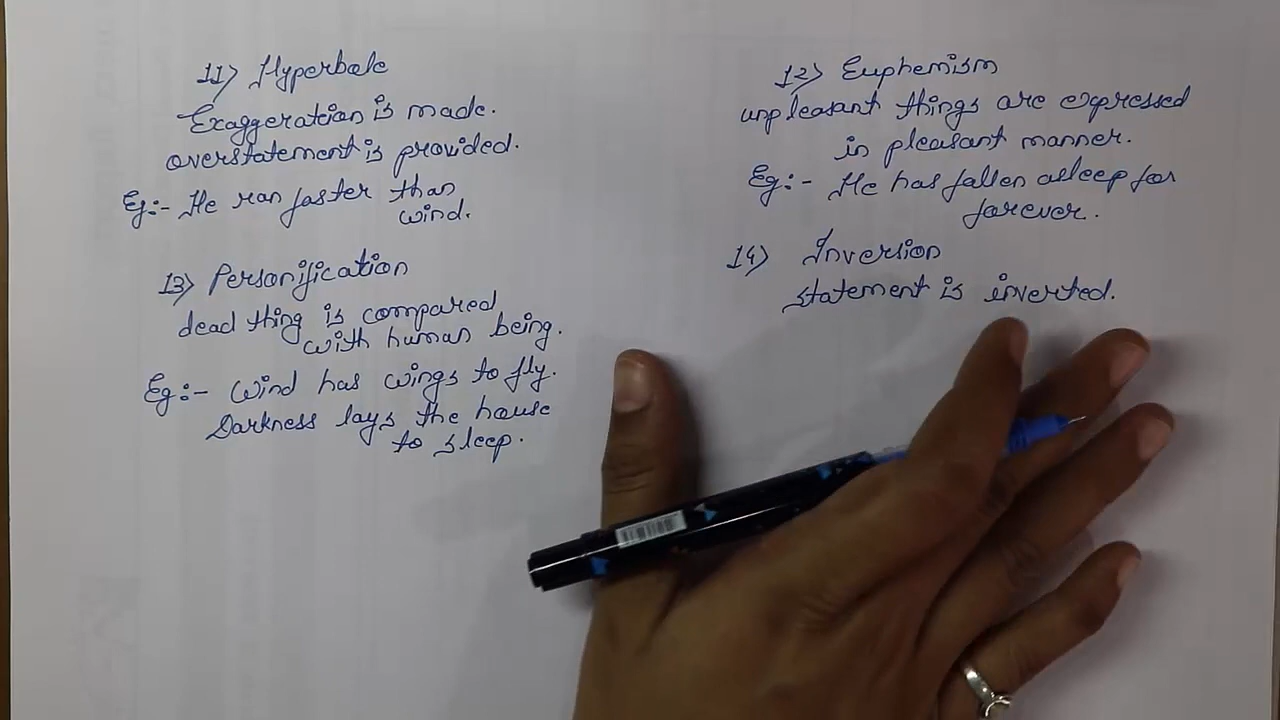 11) Hyperbole
Exaggeration is made.
overstatement is provided.
Eg:- He ran faster than
wind.
12) Euphemism
unpleasant things are expressed
in pleasant manner.
Eg:- He has fallen asleep for
forever.
13) Personification
dead thing is compared
with human being.
Eg:- Wind has wings to fly.
Darkness lays the house
to sleep.
14) Inversion
statement is inverted.